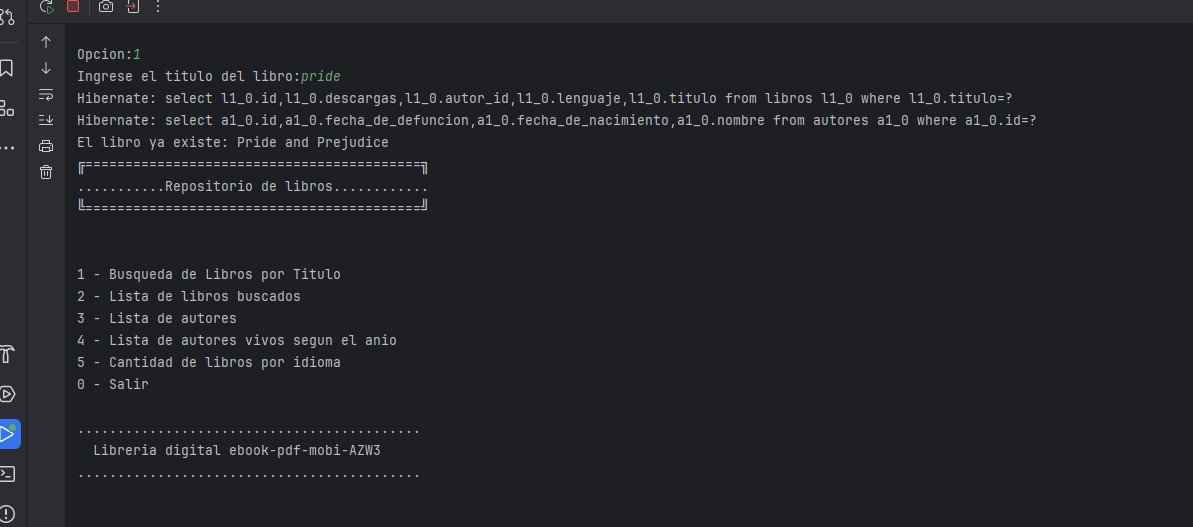 Opcion:1
Ingrese el titulo del libro:pride
Hibernate: select l1_0.id,l1_0.descargas,l1_0.autor_id,l1_0.lenguaje,l1_0.titulo from libros l1_0 where l1_0.titulo=?
Hibernate: select a1_0.id,a1_0.fecha_de_defuncion,a1_0.fecha_de_nacimiento,a1_0.nombre from autores a1_0 where a1_0.id=?
El libro ya existe: Pride and Prejudice
╔==========================================╗
...........Repositorio de libros............
╚==========================================╝
1 - Busqueda de Libros por Titulo
2 - Lista de libros buscados
3 - Lista de autores
4 - Lista de autores vivos segun el anio
5 - Cantidad de libros por idioma
0 - Salir
...........................................
Libreria digital ebook-pdf-mobi-AZW3
...........................................